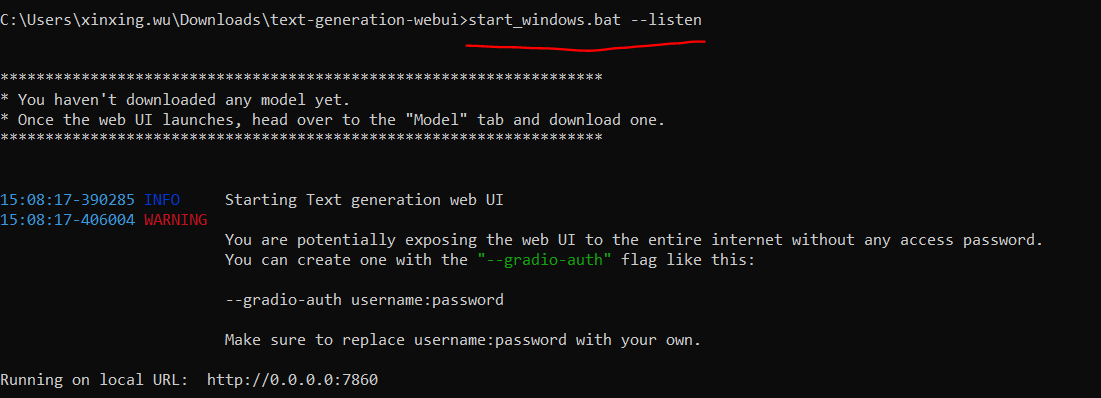 C:\Users\xinxing.wu\Downloads\text-generation-webui>start_windows.bat --listen
*******************************************************************
* You haven't downloaded any model yet.
* Once the web UI launches, head over to the "Model" tab and download one.
*******************************************************************
15:08:17-390285 INFO     Starting Text generation web UI
15:08:17-406004 WARNING
You are potentially exposing the web UI to the entire internet without any access password.
You can create one with the "--gradio-auth" flag like this:
--gradio-auth username:password
Make sure to replace username:password with your own.
Running on local URL:  http://0.0.0.0:7860